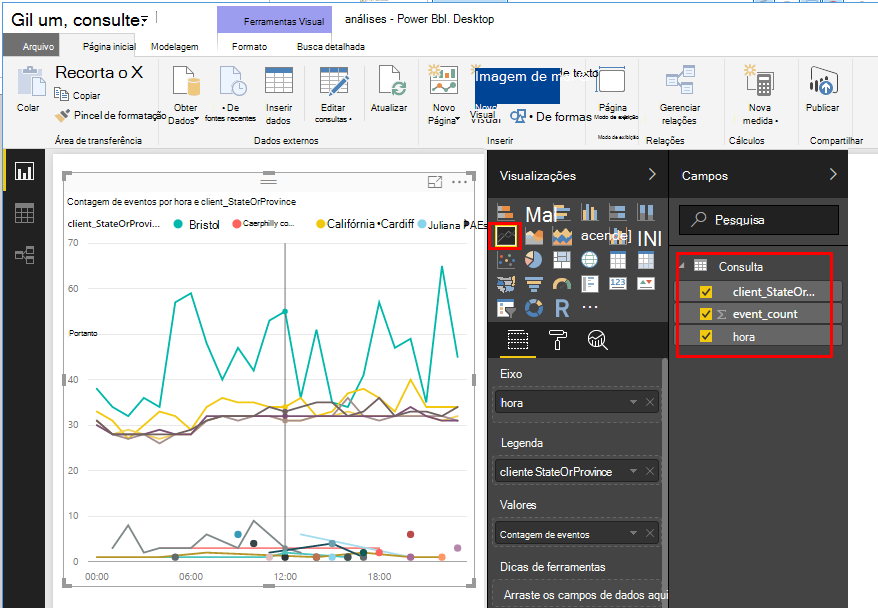 Gil um, consulte
Ferramentas Visual
análises - Power Bbl. Desktop
Arquivo
Página inicial
Modelagem
Formato
Busca detalhada
Colar
Recorta o X
Copiar
Pincel de formatação
Área de transferência
Obter
Dados
• De
fontes recentes
Inserir
dados
Editar
consultas •
Dados externos
Atualizar
Novo
Página
Imagem de m
de texto
Visual
• De formas
Inserir
Página
Modo de exibição
Modo de exibição
Gerenciar
relações
Relações
Nova
medida •
Cálculos
Publicar
Compartilhar
Contagem de eventos por hora e client_StateOrProvince
client_StateOrProvi...
Bristol
Caerphilly co...
Califórnia
Cardiff
Juliana PAEs
70
60
Portanto
40
30
20
10
0
00:00
06:00
12:00
18:00
Visualizações
Mai
acende]
INI
123
R
...
Eixo
hora
Legenda
cliente StateOrProvince
Valores
Contagem de eventos
Dicas de ferramentas
Arraste os campos de dados aqui
Campos
Pesquisa
Consulta
client_StateOr...
Σ event_count
hora